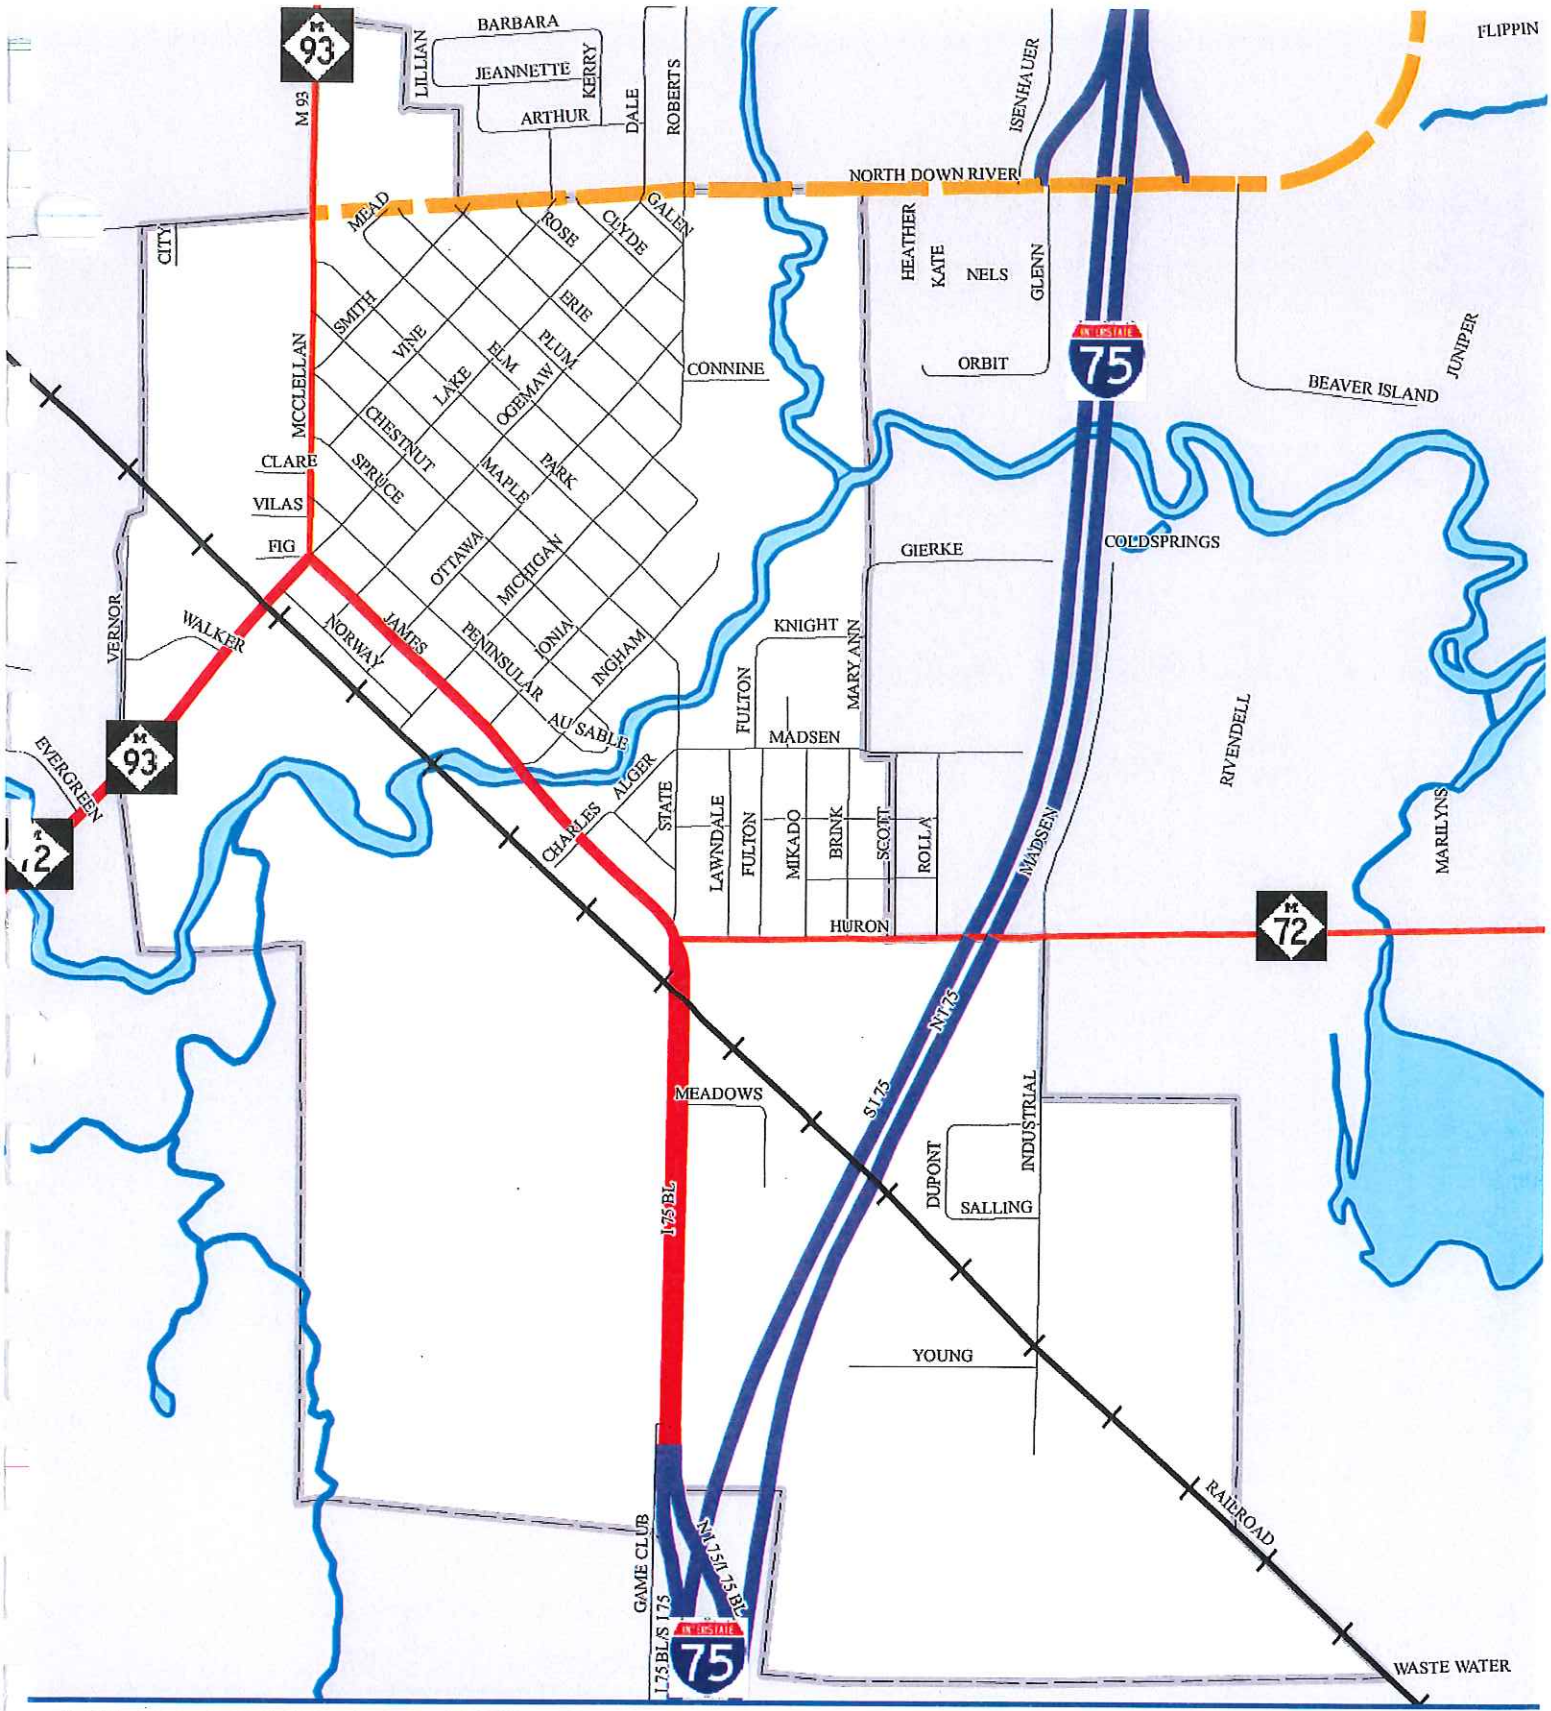 M
93
M 93
LILLIAN
BARBARA
JEANNETTE
KERRY
ARTHUR
DALE
ROBERTS
ISENHAUER
FLIPPIN
NORTH DOWN RIVER
MEAD
GALEN
ROSE
CLYDE
CITY
HEATHER
KATE
NELS
GLENN
SMITH
VINE
ERIE
ELM
PLUM
LAKE
OGEMAW
MCCLELLAN
CONNINE
INTERSTATE
75
ORBIT
JUNIPER
BEAVER ISLAND
CHESTNUT
CLARE
SPRUCE
MAPLE
PARK
VILAS
FIG
OTTAWA
MICHIGAN
GIERKE
COLDSPRINGS
VERNOR
WALKER
NORWAY
JAMES
PENINSULAR
IONIA
INGHAM
KNIGHT
MARY ANN
FULTON
AU SABLE
MADSEN
M
93
EVERGREEN
RIVENDELL
ALGER
CHARLES
STATE
LAWNDALE
FULTON
MIKADO
BRINK
SCOTT
ROLLA
MADSEN
MARILYNS
M
72
HURON
M
72
N I 75
S I 75
MEADOWS
I 75 BL
INDUSTRIAL
DUPONT
SALLING
YOUNG
RAILROAD
GAME CLUB
N I 75/I 75 BL
I 75 BL/S I 75
INTERSTATE
75
WASTE WATER